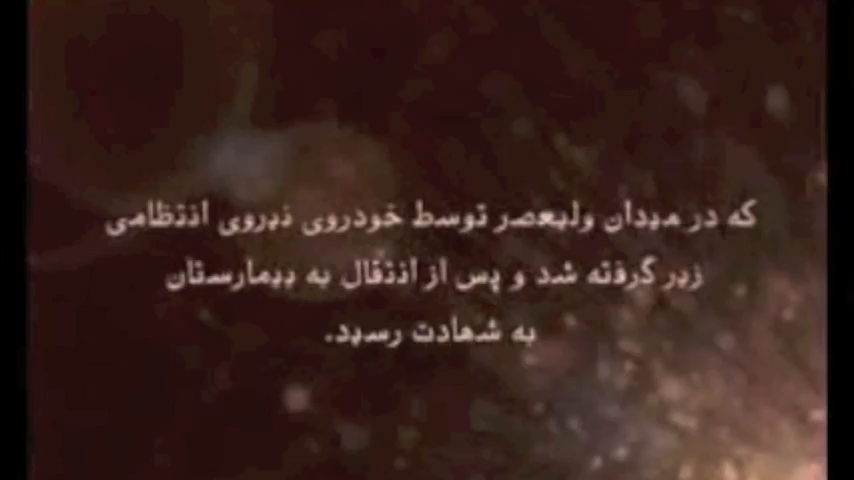 که در میدان ولیعصر توسط خودروی نیروی انتظامی
زیر گرفته شد و پس از انتقال به بیمارستان
به شهادت رسید.